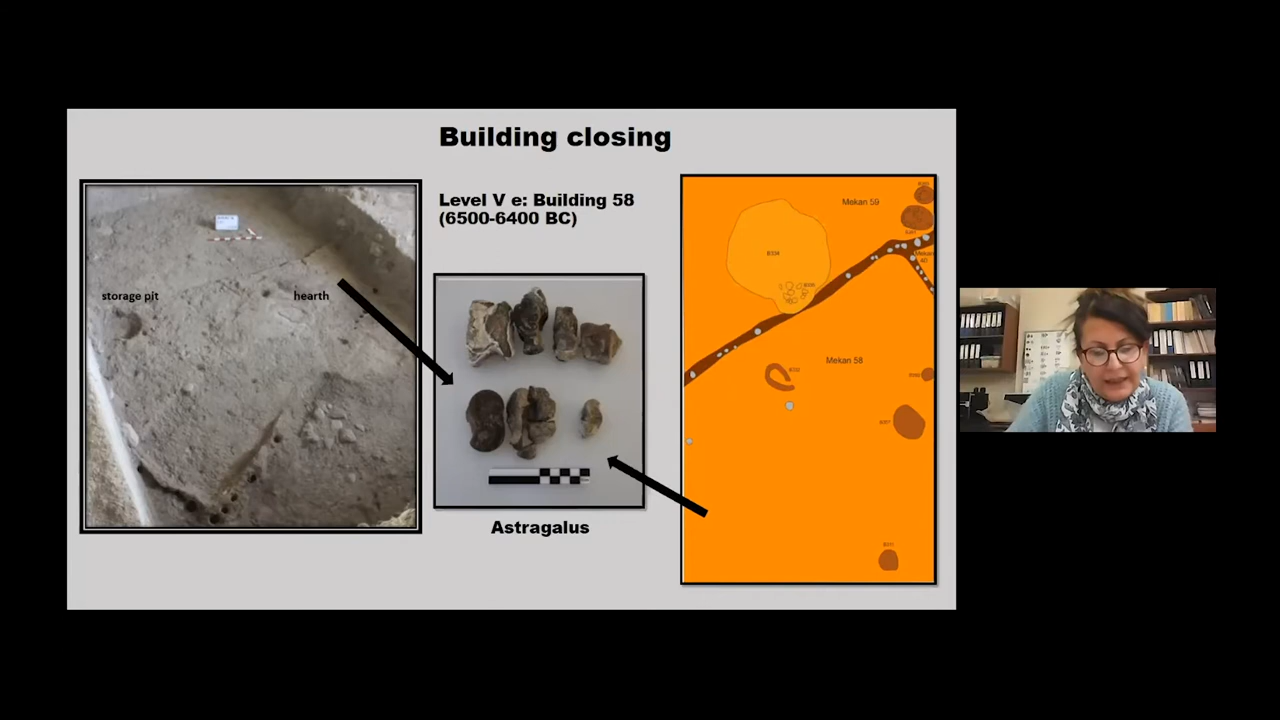 Building closing
Level V e: Building 58
(6500-6400 BC)
storage pit
hearth
Astragalus
Mekan 59
Mekan 58